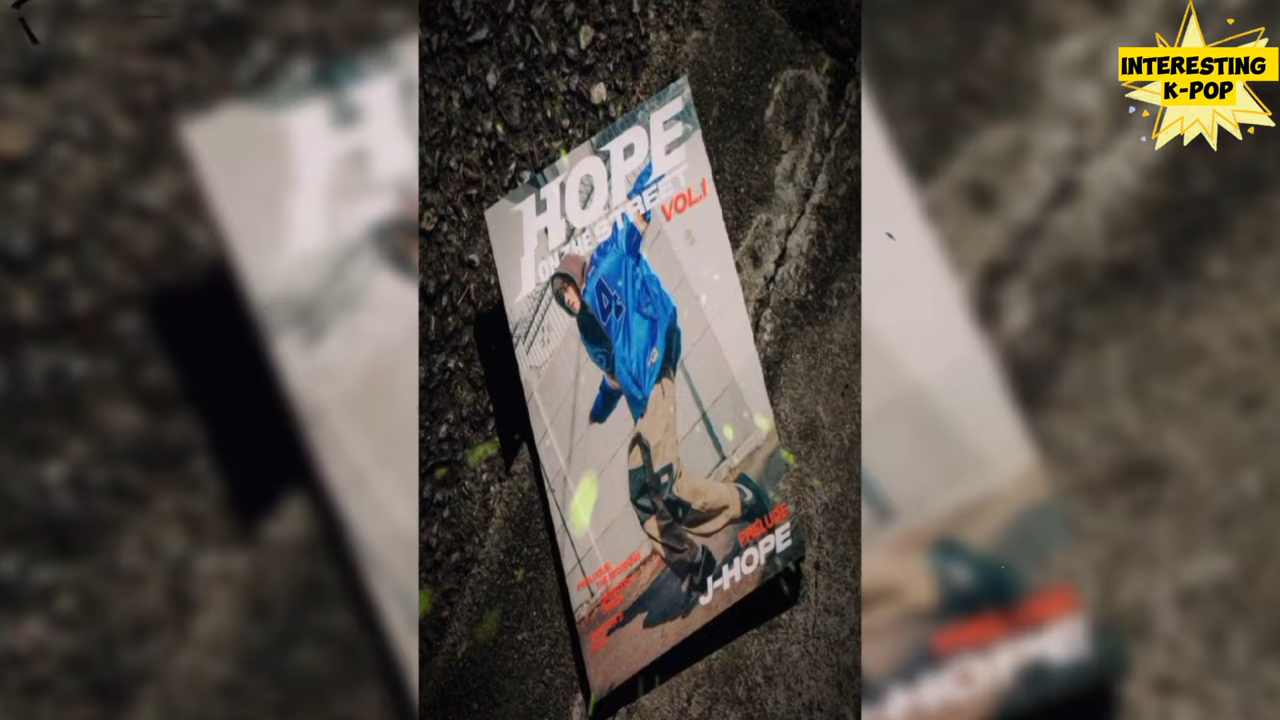 INTERESTING
K-POP
HOPE
ON THE STREET
VOL.1
PRELUDE
J-HOPE